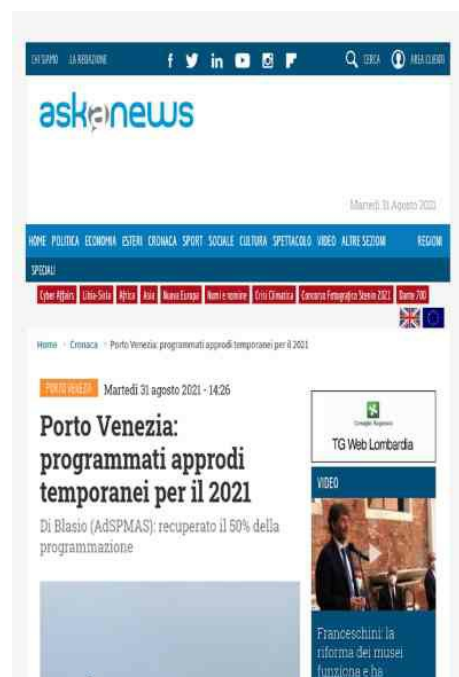 CHI SIAMO LA REDAZIONE
CERCA AREA CLIENTI
askanews
Martedì 31 Agosto 2021
HOME POLITICA ECONOMIA ESTERI CRONACA SPORT SOCIALE CULTURA SPETTACOLO VIDEO ALTRE SEZIONI REGIONI
SPECIALI
Cyber Affairs Libia-Siria Africa Asia Nuova Europa Nomi e nomine Crisi Climatica Concorso Fotografico Stenin 2021 Dante 700
Home Cronaca Porto Venezia: programmati approdi temporanei per il 2021
PORTO VENEZIA Martedì 31 agosto 2021 - 14:26
Porto Venezia:
programmati approdi
temporanei per il 2021
Di Blasio (AdSPMAS): recuperato il 50% della
programmazione
Consiglio Regionale
TG Web Lombardia
VIDEO
Franceschini: la
riforma dei musei
funziona e ha